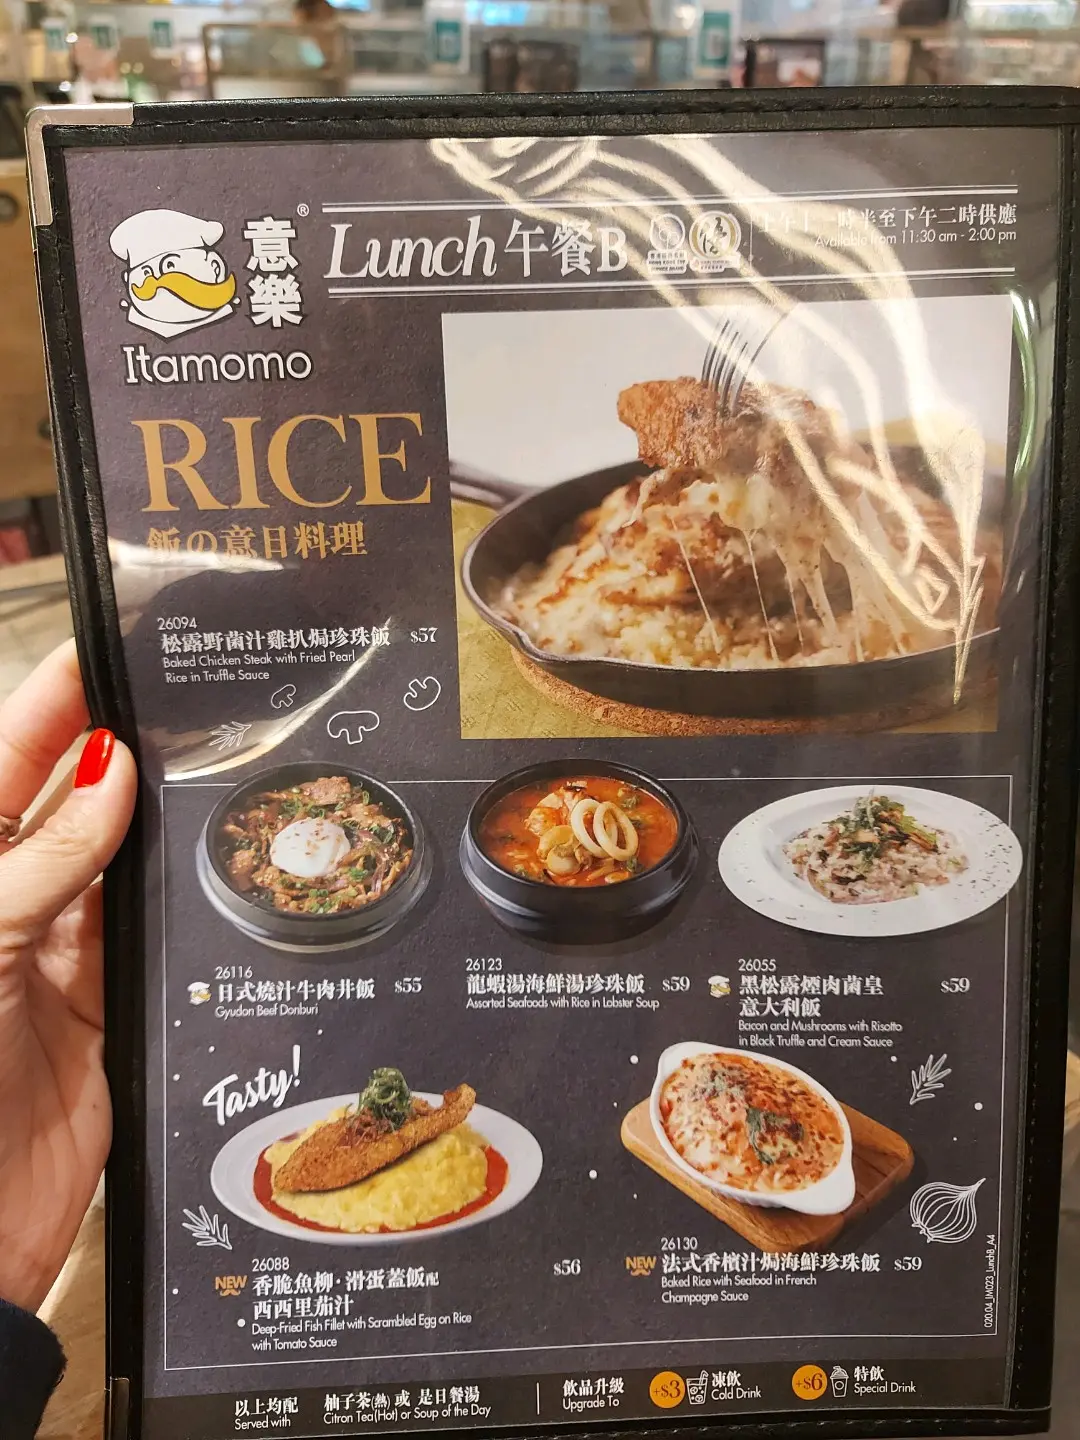 意樂®
Itamomo
Lunch 午餐B
上午十一時半至下午二時供應
Available from 11:30 am - 2:00 pm
RICE
飯の意日料理
26094
松露野菌汁雞扒焗珍珠飯 $57
Baked Chicken Steak with Fried Pearl
Rice in Truffle Sauce
26116
日式燒汁牛肉丼飯 $55
Gyudon Beef Donburi
26123
龍蝦湯海鮮湯珍珠飯 $59
Assorted Seafoods with Rice in Lobster Soup
26055
黑松露煙肉菌皇 $59
意大利飯
Bacon and Mushrooms with Risotto
in Black Truffle and Cream Sauce
Tasty!
26088
NEW 香脆魚柳·滑蛋蓋飯配 $56
西西里茄汁
Deep-Fried Fish Fillet with Scrambled Egg on Rice
with Tomato Sauce
26130
NEW 法式香檳汁焗海鮮珍珠飯 $59
Baked Rice with Seafood in French
Champagne Sauce
020.04_IM023_LunchB_A4
以上均配 柚子茶(熱) 或 是日餐湯
Served with Citron Tea(Hot) or Soup of the Day
飲品升級
Upgrade To
+$3 凍飲
Cold Drink
+$6 特飲
Special Drink